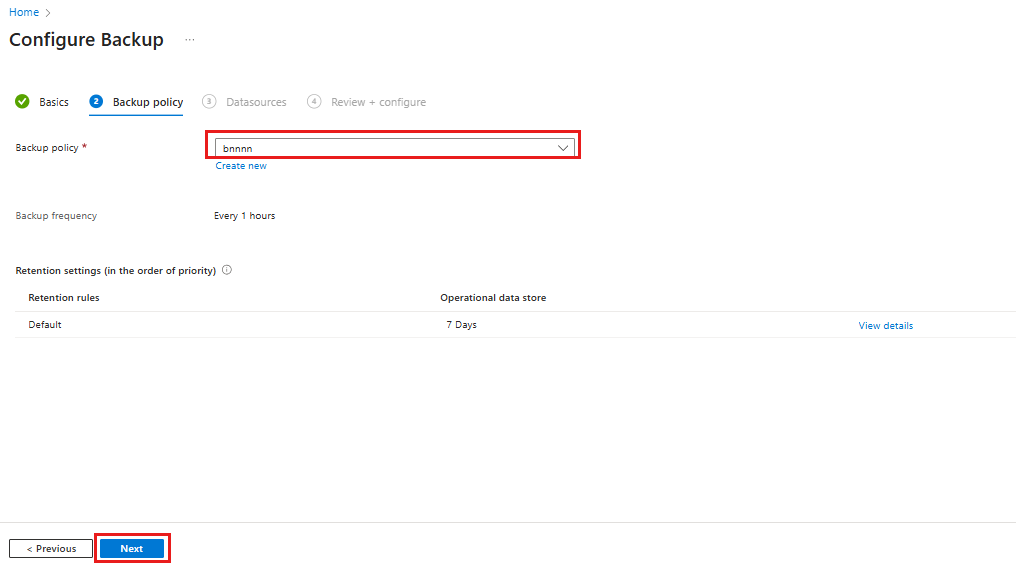 Home
Configure Backup ...
Basics 2 Backup policy 3 Datasources 4 Review + configure
Backup policy * bnnnn
Create new
Backup frequency Every 1 hours
Retention settings (in the order of priority)
Retention rules Operational data store
Default 7 Days View details
< Previous Next